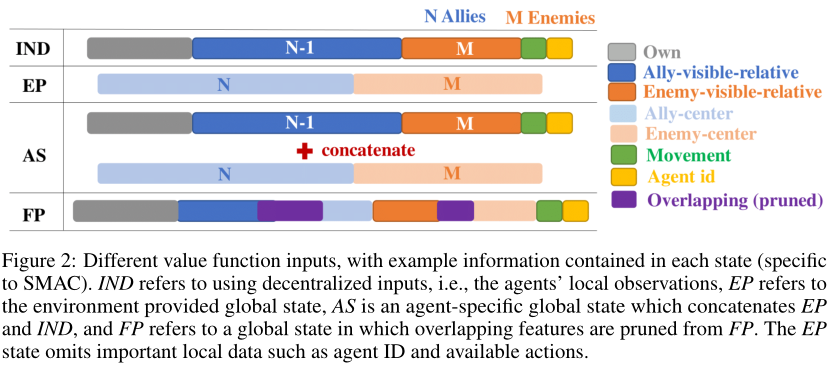 N Allies M Enemies
IND N-1 M
EP N M
AS N-1 M
+ concatenate
N M
FP
Own
Ally-visible-relative
Enemy-visible-relative
Ally-center
Enemy-center
Movement
Agent id
Overlapping (pruned)
Figure 2: Different value function inputs, with example information contained in each state (specific
to SMAC). IND refers to using decentralized inputs, i.e., the agents' local observations, EP refers to
the environment provided global state, AS is an agent-specific global state which concatenates EP
and IND, and FP refers to a global state in which overlapping features are pruned from FP. The EP
state omits important local data such as agent ID and available actions.